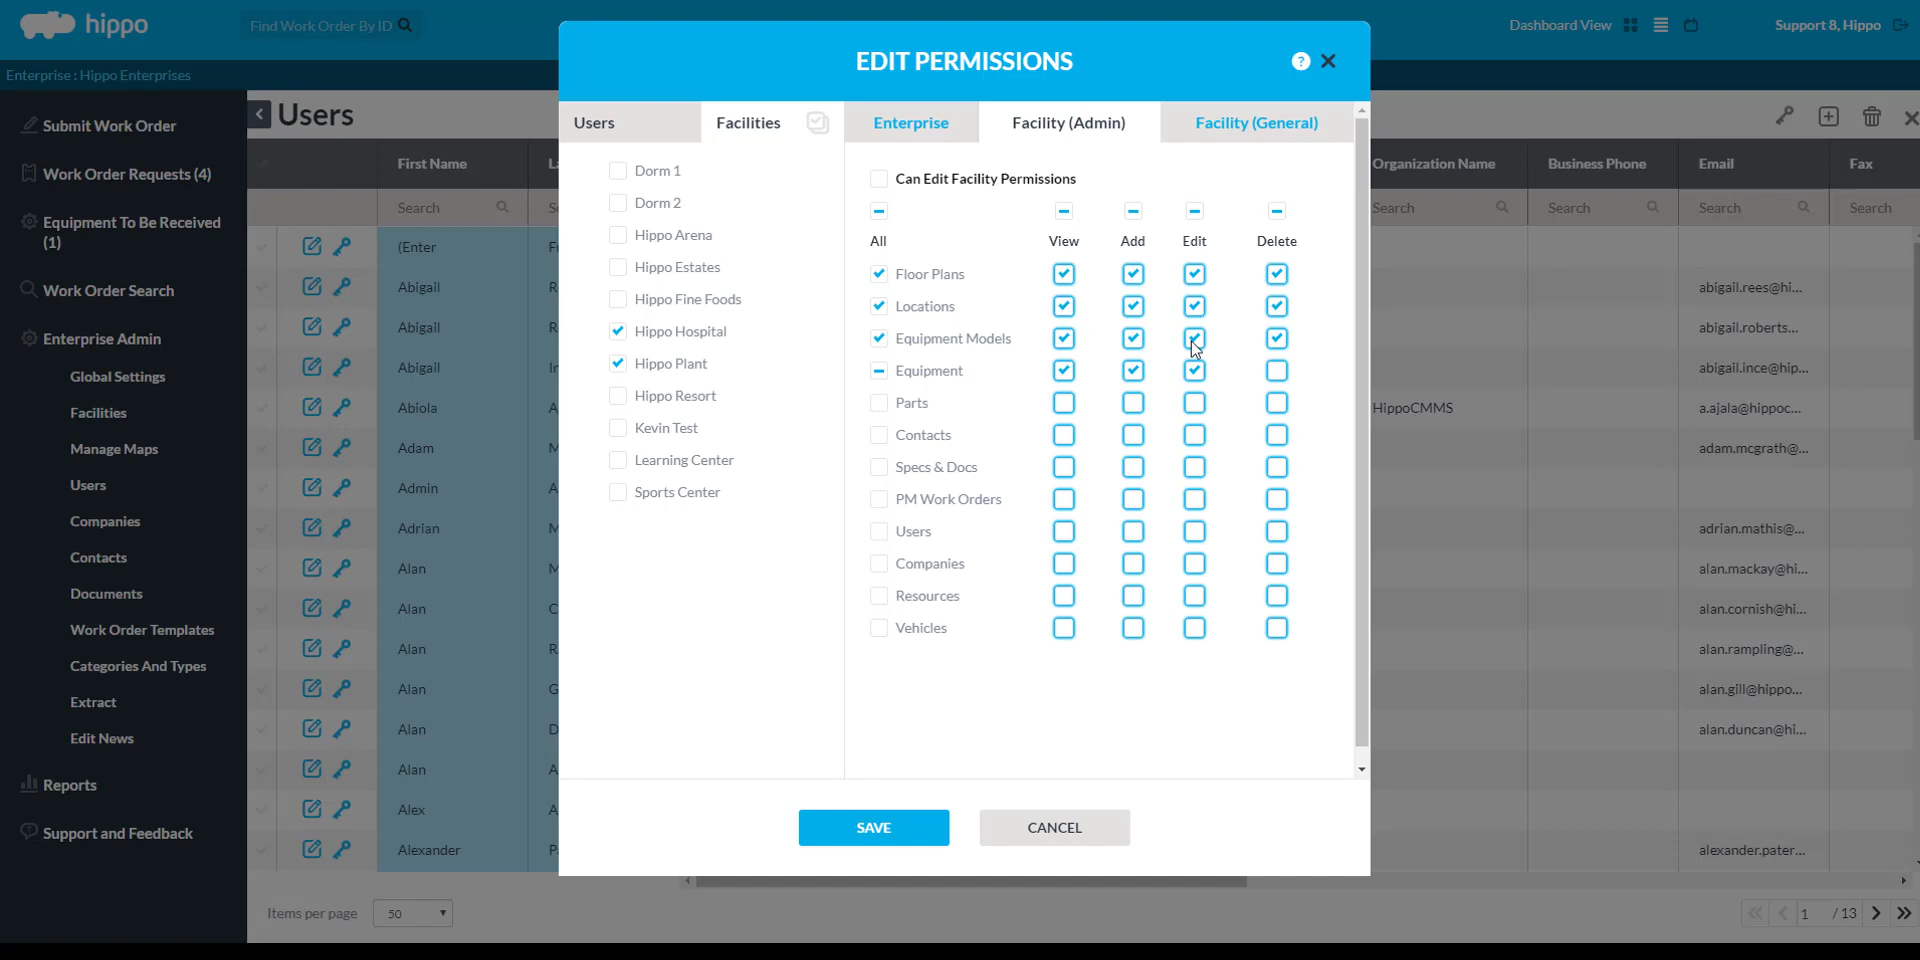 hippo
Find Work Order By ID
Dashboard View
Support 8, Hippo
Enterprise : Hippo Enterprises
Submit Work Order
Work Order Requests (4)
Equipment To Be Received
(1)
Work Order Search
Enterprise Admin
Global Settings
Facilities
Manage Maps
Users
Companies
Contacts
Documents
Work Order Templates
Categories And Types
Extract
Edit News
Reports
Support and Feedback
Users
First Name
Organization Name
Business Phone
Email
Fax
Search
Search
Search
Search
Search
(Enter
Abigail
abigail.rees@hi...
Abigail
abigail.roberts...
Abigail
abigail.ince@hip...
Abiola
HippoCMMS
a.ajala@hippoc...
Adam
adam.mcgrath@...
Admin
Adrian
adrian.mathis@...
Alan
alan.mackay@hi...
Alan
alan.cornish@hi...
Alan
alan.rampling@...
Alan
alan.gill@hippo...
Alan
alan.duncan@hi...
Alan
Alex
Alexander
alexander.pater...
Items per page
50
1
/ 13
EDIT PERMISSIONS
?
Users
Facilities
Enterprise
Facility (Admin)
Facility (General)
Dorm 1
Dorm 2
Hippo Arena
Hippo Estates
Hippo Fine Foods
Hippo Hospital
Hippo Plant
Hippo Resort
Kevin Test
Learning Center
Sports Center
Can Edit Facility Permissions
All
View
Add
Edit
Delete
Floor Plans
Locations
Equipment Models
Equipment
Parts
Contacts
Specs & Docs
PM Work Orders
Users
Companies
Resources
Vehicles
SAVE
CANCEL